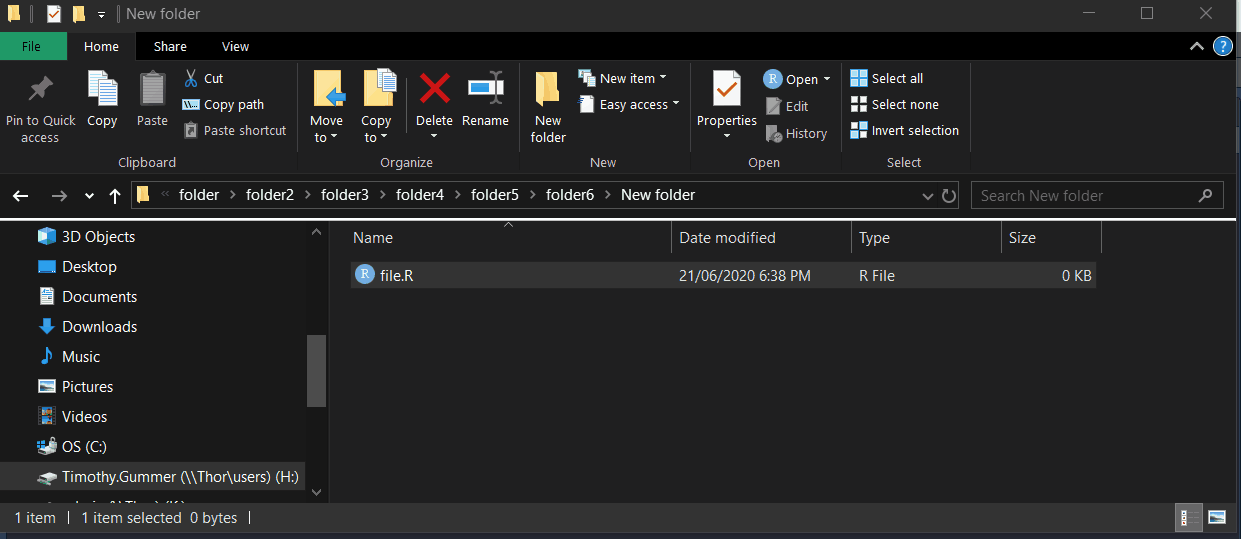 New folder
File Home Share View
Pin to Quick access
Copy
Paste
Cut
Copy path
Paste shortcut
Clipboard
Move to
Copy to
Delete
Rename
Organize
New folder
New item
Easy access
New
Properties
Open
Edit
History
Open
Select all
Select none
Invert selection
Select
folder folder2 folder3 folder4 folder5 folder6 New folder
Search New folder
3D Objects
Desktop
Documents
Downloads
Music
Pictures
Videos
OS (C:)
Timothy.Gummer (\\Thor\users) (H:)
Name Date modified Type Size
R file.R 21/06/2020 6:38 PM R File 0 KB
1 item 1 item selected 0 bytes